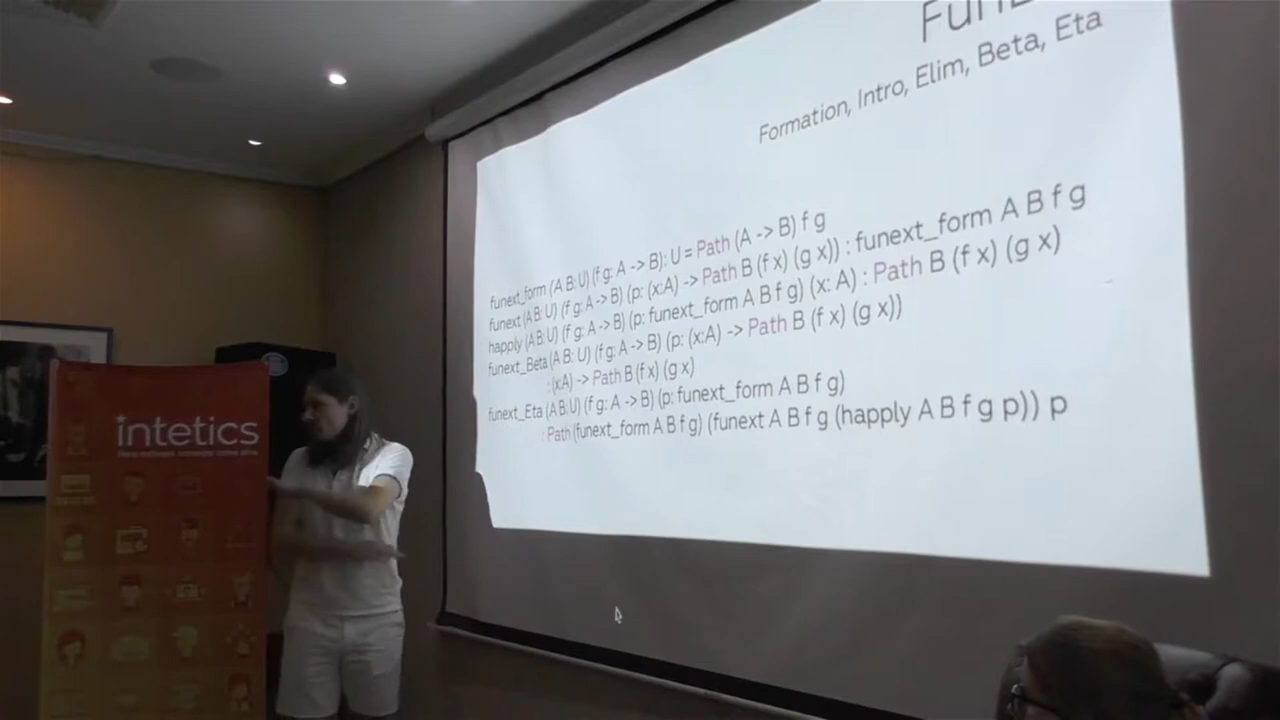 Formation, Intro, Elim, Beta, Eta
funext_form (A B: U) (f g: A -> B): U = Path (A -> B) f g
funext (A B: U) (f g: A -> B) (p: (x:A) -> Path B (f x) (g x)) : funext_form A B f g
happly (A B: U) (f g: A -> B) (p: funext_form A B f g) (x: A) : Path B (f x) (g x)
funext_Beta (A B: U) (f g: A -> B) (p: (x:A) -> Path B (f x) (g x))
: (x:A) -> Path B (f x) (g x)
funext_Eta (A B: U) (f g: A -> B) (p: funext_form A B f g)
: Path (funext_form A B f g) (funext A B f g (happly A B f g p)) p
intetics